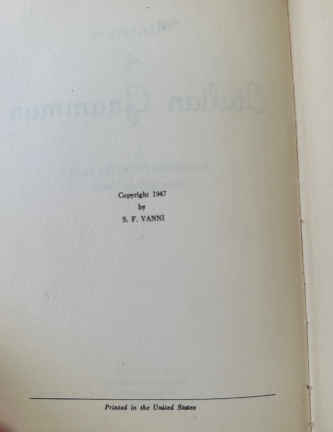 Copyright 1947
by
S. F. VANNI
Printed in the United States